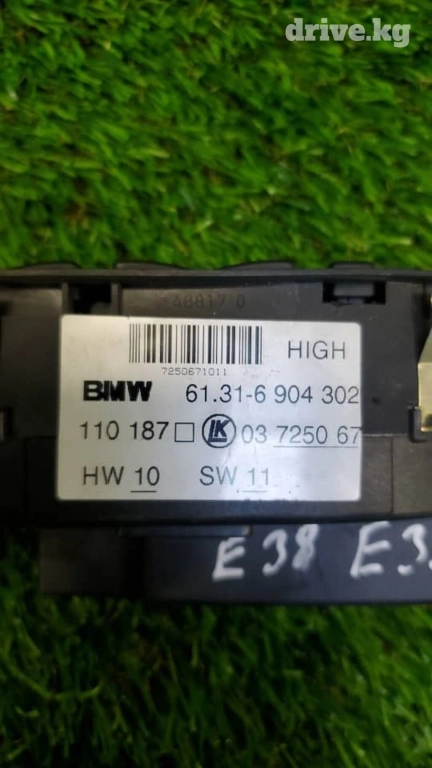 drive.kg
7250671011
HIGH
BMW 61.31-6 904 302
110 187 □ LK 03 7250 67
HW 10 SW 11
E38